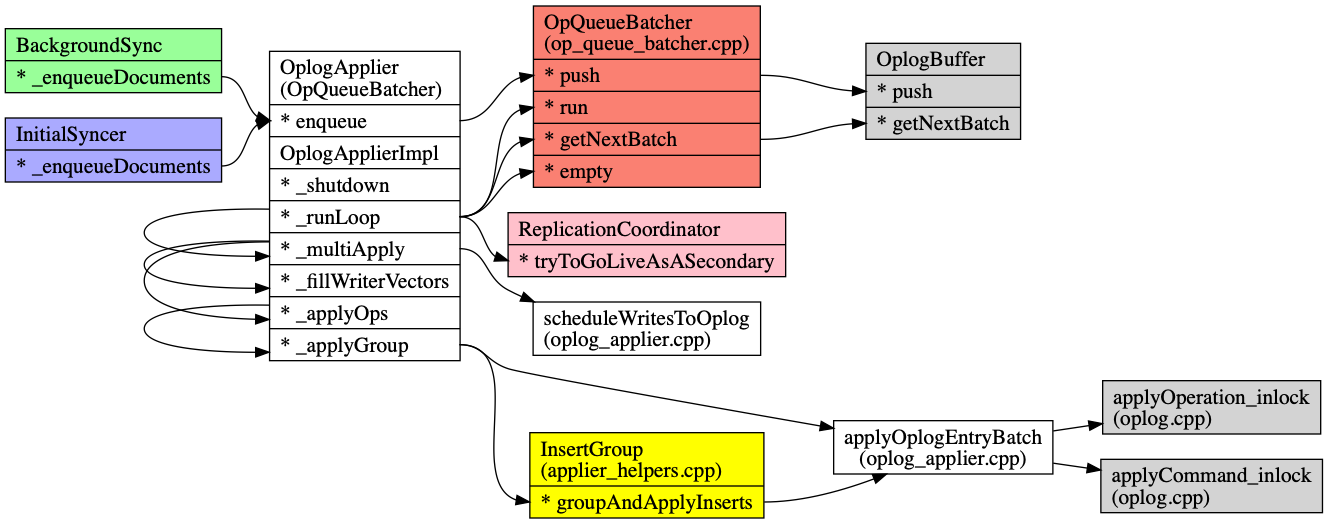 BackgroundSync
* _enqueueDocuments
InitialSyncer
* _enqueueDocuments
OplogApplier
(OpQueueBatcher)
* enqueue
OplogApplierImpl
* _shutdown
* _runLoop
* _multiApply
* _fillWriterVectors
* _applyOps
* _applyGroup
OpQueueBatcher
(op_queue_batcher.cpp)
* push
* run
* getNextBatch
* empty
OplogBuffer
* push
* getNextBatch
ReplicationCoordinator
* tryToGoLiveAsASecondary
scheduleWritesToOplog
(oplog_applier.cpp)
InsertGroup
(applier_helpers.cpp)
* groupAndApplyInserts
applyOplogEntryBatch
(oplog_applier.cpp)
applyOperation_inlock
(oplog.cpp)
applyCommand_inlock
(oplog.cpp)